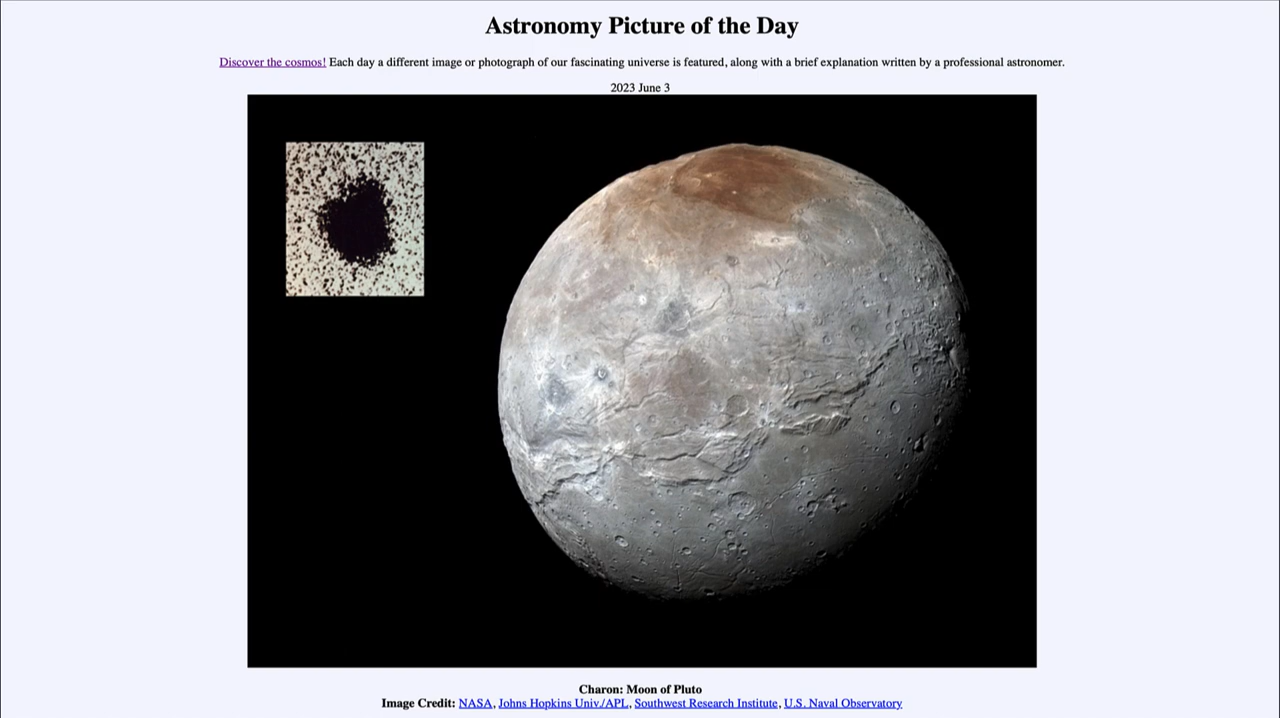 Astronomy Picture of the Day
Discover the cosmos! Each day a different image or photograph of our fascinating universe is featured, along with a brief explanation written by a professional astronomer.
2023 June 3
Charon: Moon of Pluto
Image Credit: NASA, Johns Hopkins Univ./APL, Southwest Research Institute, U.S. Naval Observatory